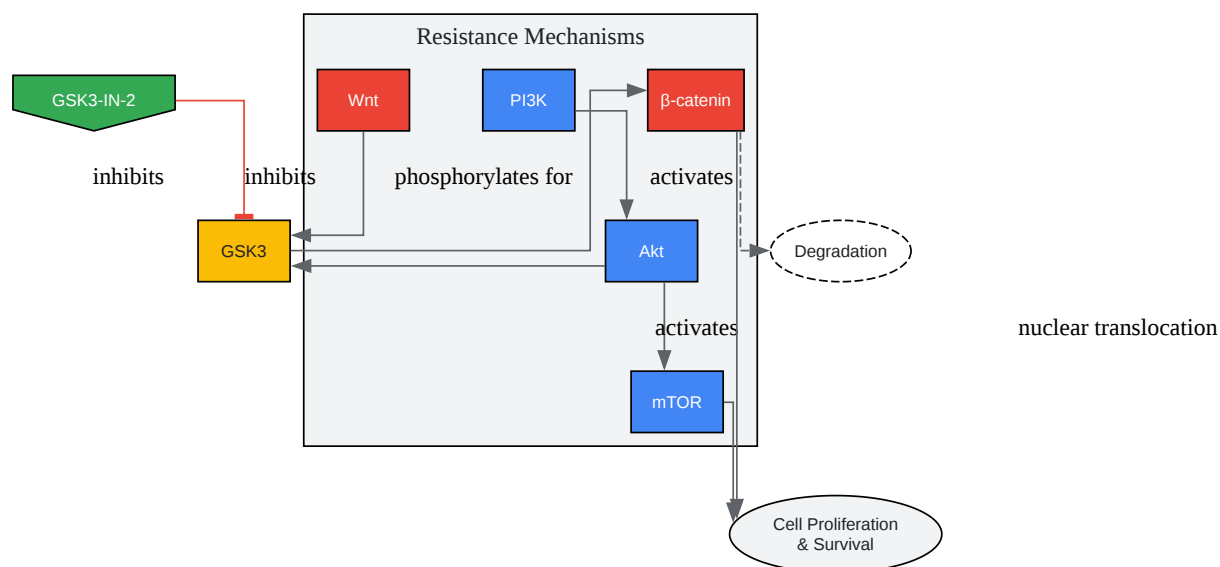 Resistance Mechanisms
GSK3-IN-2
Wnt
PI3K
β-catenin
inhibits
inhibits
phosphorylates for
activates
GSK3
Akt
Degradation
activates
nuclear translocation
mTOR
Cell Proliferation
& Survival